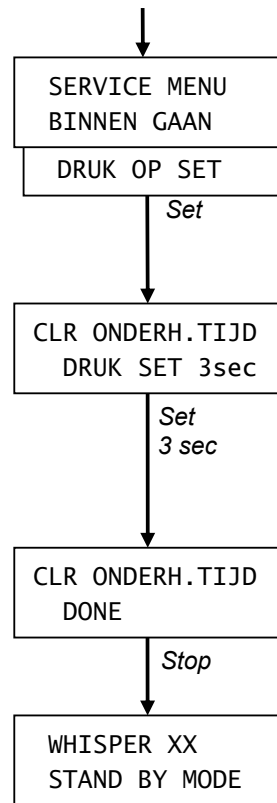 SERVICE MENU
BINNEN GAAN
DRUK OP SET
Set
CLR ONDERH.TIJD
DRUK SET 3sec
Set
3 sec
CLR ONDERH.TIJD
DONE
Stop
WHISPER XX
STAND BY MODE